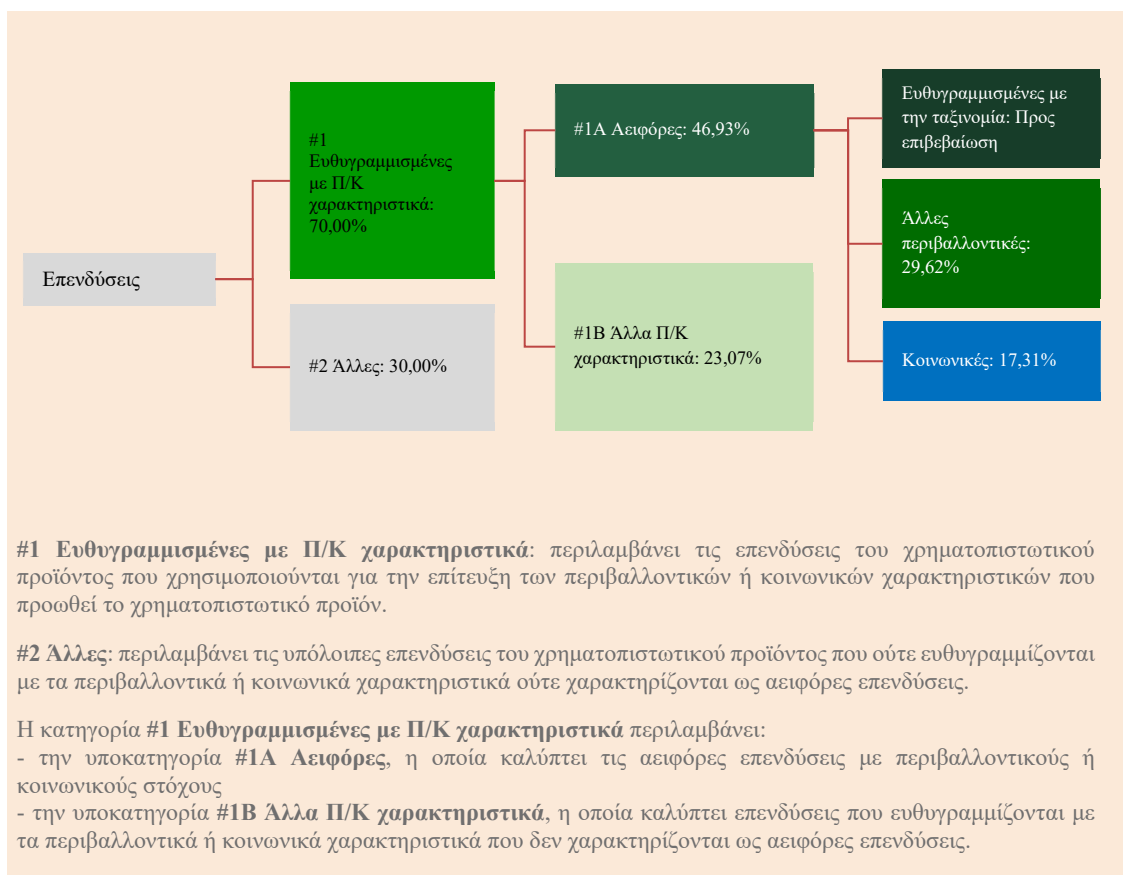 Επενδύσεις
#1
Ευθυγραμμισμένες
με Π/Κ
χαρακτηριστικά:
70,00%
#2 Άλλες: 30,00%
#1Α Αειφόρες: 46,93%
#1Β Άλλα Π/Κ
χαρακτηριστικά: 23,07%
Ευθυγραμμισμένες με
την ταξινομία: Προς
επιβεβαίωση
Άλλες
περιβαλλοντικές:
29,62%
Κοινωνικές: 17,31%
#1 Ευθυγραμμισμένες με Π/Κ χαρακτηριστικά: περιλαμβάνει τις επενδύσεις του χρηματοπιστωτικού
προϊόντος που χρησιμοποιούνται για την επίτευξη των περιβαλλοντικών ή κοινωνικών χαρακτηριστικών που
προωθεί το χρηματοπιστωτικό προϊόν.
#2 Άλλες: περιλαμβάνει τις υπόλοιπες επενδύσεις του χρηματοπιστωτικού προϊόντος που ούτε ευθυγραμμίζονται
με τα περιβαλλοντικά ή κοινωνικά χαρακτηριστικά ούτε χαρακτηρίζονται ως αειφόρες επενδύσεις.
Η κατηγορία #1 Ευθυγραμμισμένες με Π/Κ χαρακτηριστικά περιλαμβάνει:
- την υποκατηγορία #1Α Αειφόρες, η οποία καλύπτει τις αειφόρες επενδύσεις με περιβαλλοντικούς ή
κοινωνικούς στόχους
- την υποκατηγορία #1Β Άλλα Π/Κ χαρακτηριστικά, η οποία καλύπτει επενδύσεις που ευθυγραμμίζονται με
τα περιβαλλοντικά ή κοινωνικά χαρακτηριστικά που δεν χαρακτηρίζονται ως αειφόρες επενδύσεις.